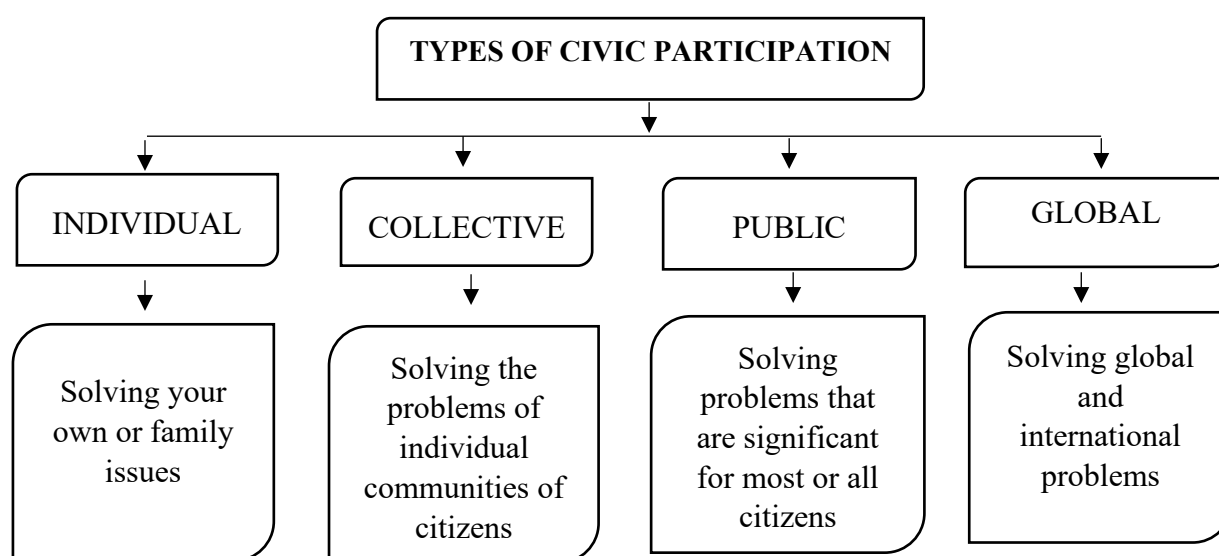 TYPES OF CIVIC PARTICIPATION
INDIVIDUAL
COLLECTIVE
PUBLIC
GLOBAL
Solving your
own or family
issues
Solving the
problems of
individual
communities of
citizens
Solving
problems that
are significant
for most or all
citizens
Solving global
and
international
problems